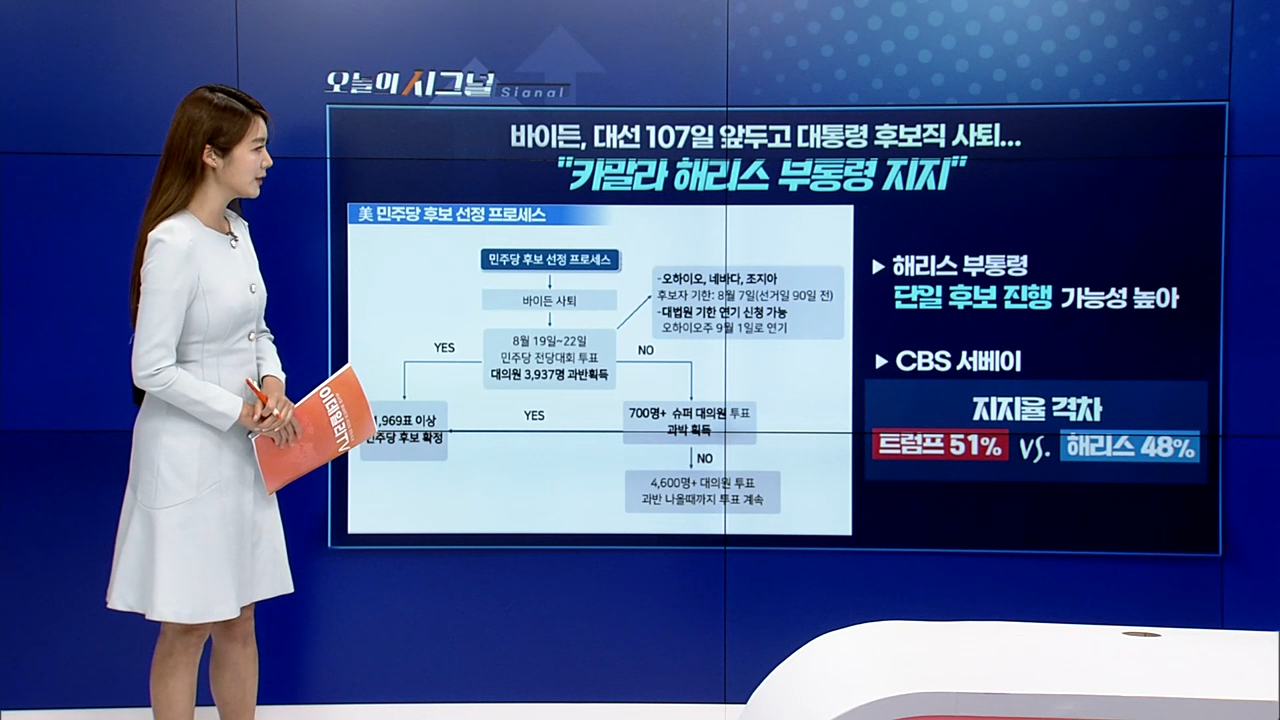 오늘의 시그널
Signal
바이든, 대선 107일 앞두고 대통령 후보직 사퇴...
"카말라 해리스 부통령 지지"
美 민주당 후보 선정 프로세스
민주당 후보 선정 프로세스
바이든 사퇴
-오하이오, 네바다, 조지아
후보자 기한: 8월 7일(선거일 90일 전)
-대법원 기한 연기 신청 가능
오하이오주 9월 1일로 연기
8월 19일~22일
민주당 전당대회 투표
대의원 3,937명 과반획득
YES
NO
1,969표 이상
민주당 후보 확정
YES
700명+ 슈퍼 대의원 투표
과박 획득
NO
4,600명+ 대의원 투표
과반 나올때까지 투표 계속
▶ 해리스 부통령
단일 후보 진행 가능성 높아
▶ CBS 서베이
지지율 격차
트럼프 51% VS. 해리스 48%
이데일리TV